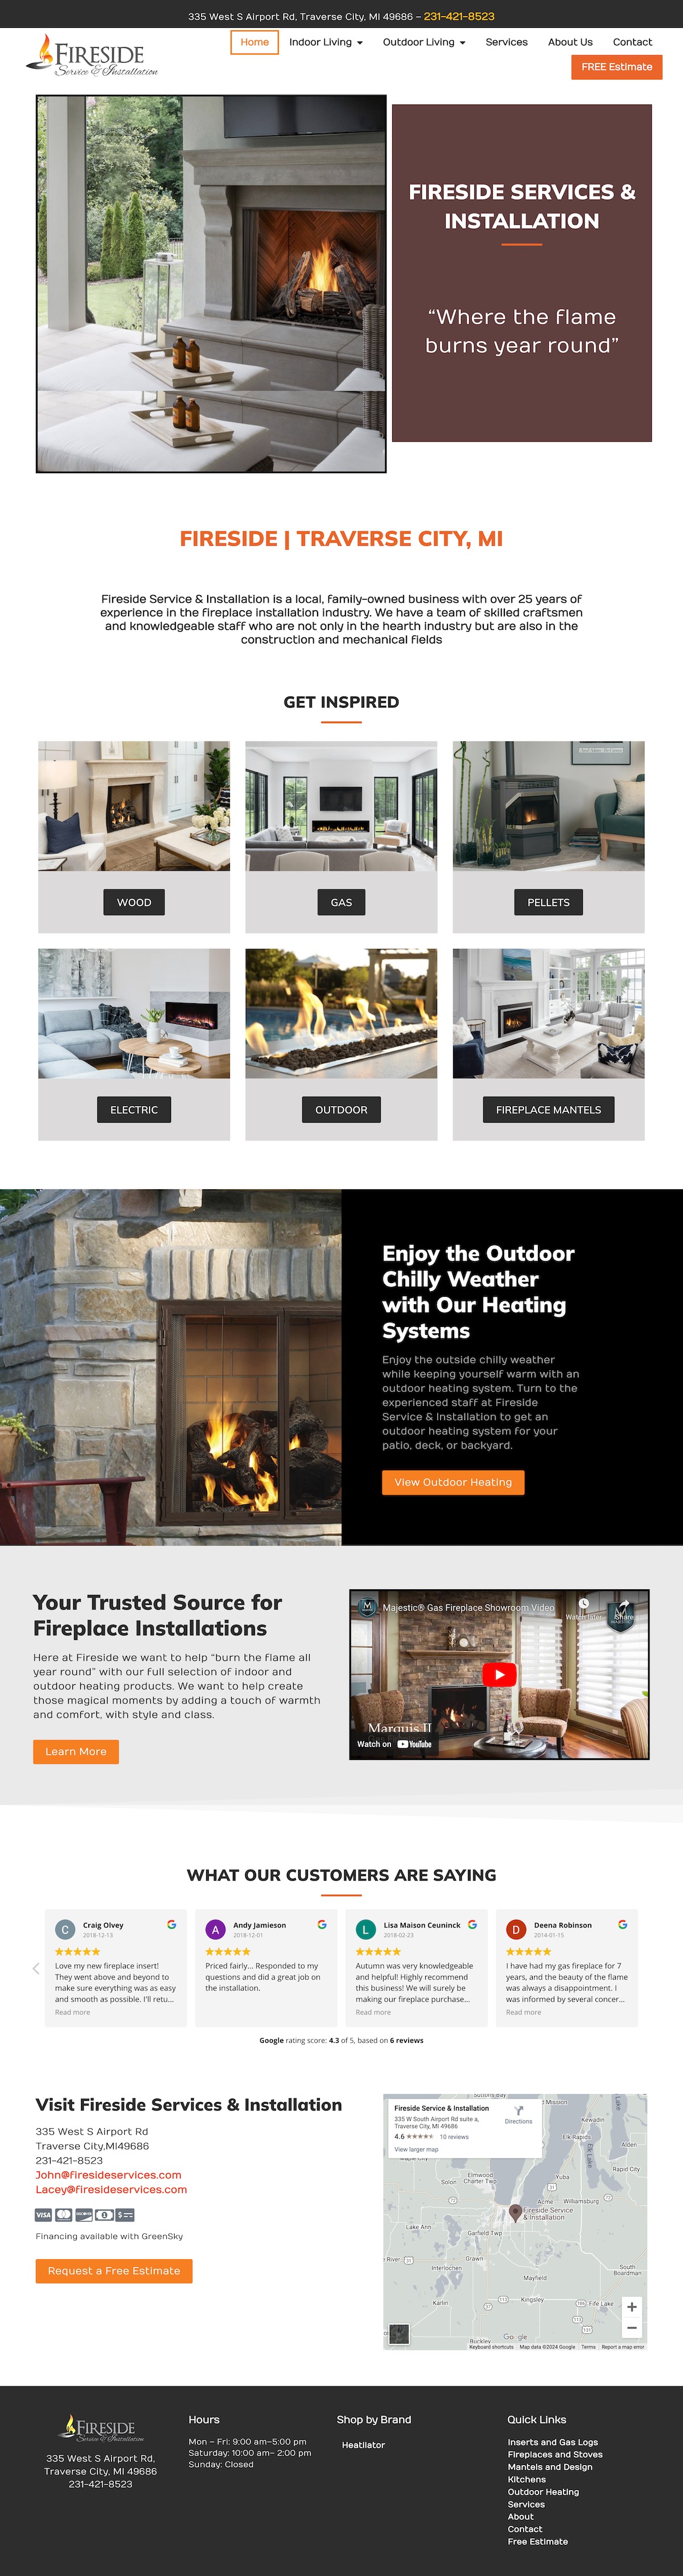 335 West S Airport Rd, Traverse City, MI 49686 – 231-421-8523
FIRESIDE
Service & Installation
Home
Indoor Living
Outdoor Living
Services
About Us
Contact
FREE Estimate
FIRESIDE SERVICES &
INSTALLATION
“Where the flame
burns year round”
FIRESIDE | TRAVERSE CITY, MI
Fireside Service & Installation is a local, family-owned business with over 25 years of
experience in the fireplace installation industry. We have a team of skilled craftsmen
and knowledgeable staff who are not only in the hearth industry but are also in the
construction and mechanical fields
GET INSPIRED
WOOD
GAS
PELLETS
ELECTRIC
OUTDOOR
FIREPLACE MANTELS
Enjoy the Outdoor
Chilly Weather
with Our Heating
Systems
Enjoy the outside chilly weather
while keeping yourself warm with an
outdoor heating system. Turn to the
experienced staff at Fireside
Service & Installation to get an
outdoor heating system for your
patio, deck, or backyard.
View Outdoor Heating
Your Trusted Source for
Fireplace Installations
Here at Fireside we want to help “burn the flame all
year round” with our full selection of indoor and
outdoor heating products. We want to help create
those magical moments by adding a touch of warmth
and comfort, with style and class.
Learn More
Majestic® Gas Fireplace Showroom Video
Watch later
Share
Marquis II
Watch on YouTube
WHAT OUR CUSTOMERS ARE SAYING
C
Craig Olvey
2018-12-13
Love my new fireplace insert!
They went above and beyond to
make sure everything was as easy
and smooth as possible. I'll retu...
Read more
A
Andy Jamieson
2018-12-01
Priced fairly... Responded to my
questions and did a great job on
the installation.
L
Lisa Maison Ceuninck
2018-02-23
Autumn was very knowledgeable
and helpful! Highly recommend
this business! We will surely be
making our fireplace purchase...
Read more
D
Deena Robinson
2014-01-15
I have had my gas fireplace for 7
years, and the beauty of the flame
was always a disappointment. I
was informed by several concer...
Read more
Google rating score: 4.3 of 5, based on 6 reviews
Visit Fireside Services & Installation
335 West S Airport Rd
Traverse City,MI49686
231-421-8523
John@firesideservices.com
Lacey@firesideservices.com
VISA
Financing available with GreenSky
Request a Free Estimate
Fireside Service & Installation
335 W South Airport Rd suite a,
Traverse City, MI 49686
4.6
10 reviews
View larger map
Directions
Suttons Bay
Mission
Kewadin
Elk Rapids
Elk Lake
Alden
Rapid City
Maple City
Solon
Elmwood
Charter Twp
Yuba
Acme
Williamsburg
Fireside Service
& Installation
Lake Ann
Garfield Twp
River
Grawn
Interlochen
South
Boardman
Mayfield
Karlin
Kingsley
Fife Lake
Buckley
Google
Keyboard shortcuts
Map data ©2024 Google
Terms
Report a map error
FIRESIDE
Service & Installation
335 West S Airport Rd,
Traverse City, MI 49686
231-421-8523
Hours
Mon – Fri: 9:00 am–5:00 pm
Saturday: 10:00 am– 2:00 pm
Sunday: Closed
Shop by Brand
Heatilator
Quick Links
Inserts and Gas Logs
Fireplaces and Stoves
Mantels and Design
Kitchens
Outdoor Heating
Services
About
Contact
Free Estimate